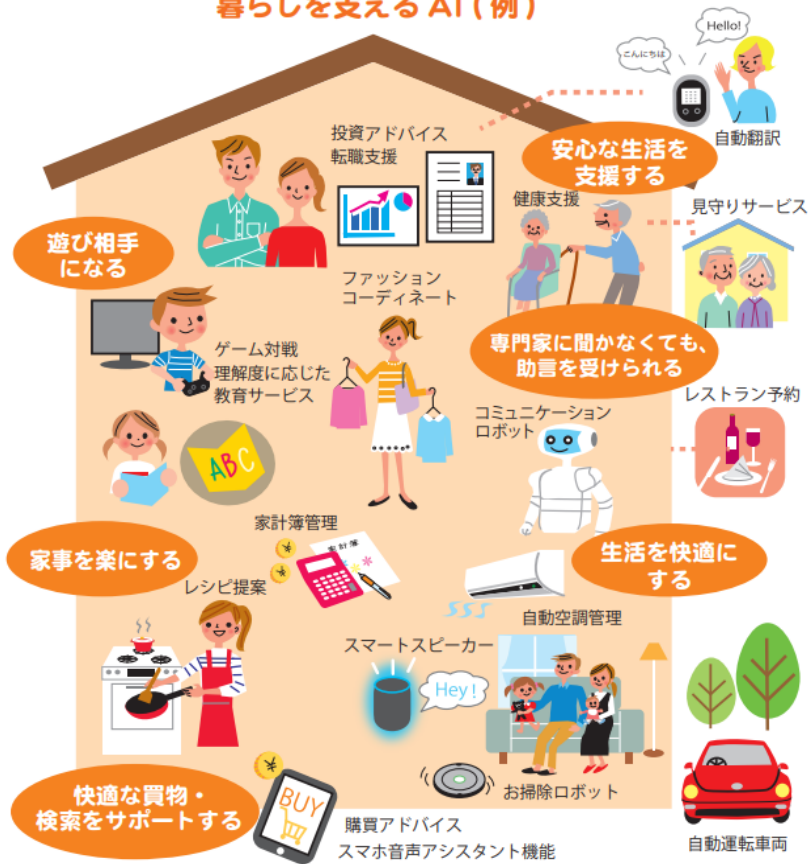 暮らしを支える AI ( 例 )
Hello!
こんにちは
自動翻訳
投資アドバイス
転職支援
安心な生活を
支援する
健康支援
見守りサービス
遊び相手
になる
ファッション
コーディネート
専門家に聞かなくても、
助言を受けられる
ゲーム対戦
理解度に応じた
教育サービス
レストラン予約
コミュニケーション
ロボット
ABC
家計簿管理
家計簿
家事を楽にする
生活を快適に
する
レシピ提案
自動空調管理
スマートスピーカー
Hey !
お掃除ロボット
快適な買物・
検索をサポートする
¥
BUY
購買アドバイス
スマホ音声アシスタント機能
自動運転車両